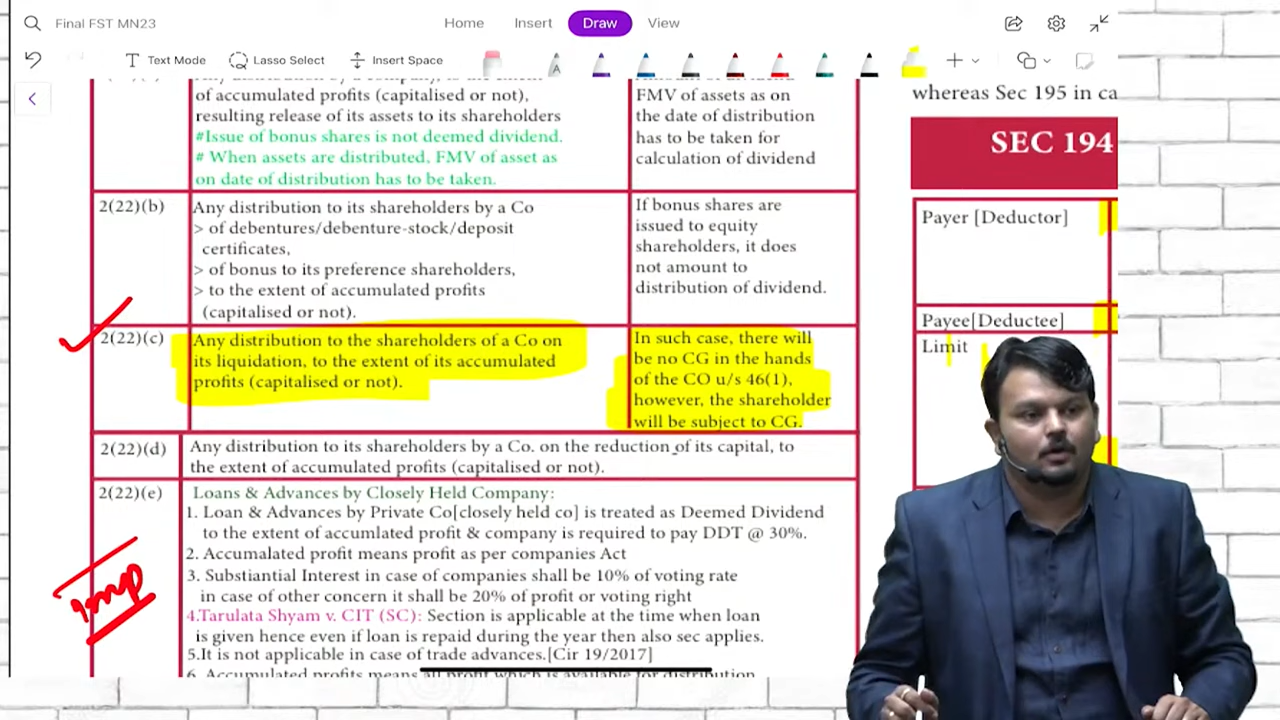 Final FST MN23
Home Insert Draw View
Text Mode Lasso Select Insert Space
of accumulated profits (capitalised or not),
resulting release of its assets to its shareholders
#Issue of bonus shares is not deemed dividend.
# When assets are distributed, FMV of asset as
on date of distribution has to be taken.
FMV of assets as on
the date of distribution
has to be taken for
calculation of dividend
2(22)(b)
Any distribution to its shareholders by a Co
> of debentures/debenture-stock/deposit
certificates,
> of bonus to its preference shareholders,
> to the extent of accumulated profits
(capitalised or not).
If bonus shares are
issued to equity
shareholders, it does
not amount to
distribution of dividend.
2(22)(c)
Any distribution to the shareholders of a Co on
its liquidation, to the extent of its accumulated
profits (capitalised or not).
In such case, there will
be no CG in the hands
of the CO u/s 46(1),
however, the shareholder
will be subject to CG.
2(22)(d)
Any distribution to its shareholders by a Co. on the reduction of its capital, to
the extent of accumulated profits (capitalised or not).
2(22)(e)
Loans & Advances by Closely Held Company:
1. Loan & Advances by Private Co[closely held co] is treated as Deemed Dividend
to the extent of accumlated profit & company is required to pay DDT @ 30%.
2. Accumalated profit means profit as per companies Act
3. Substiantial Interest in case of companies shall be 10% of voting rate
in case of other concern it shall be 20% of profit or voting right
4.Tarulata Shyam v. CIT (SC): Section is applicable at the time when loan
is given hence even if loan is repaid during the year then also sec applies.
5.It is not applicable in case of trade advances.[Cir 19/2017]
6. Accumulated profits means all profit which is available for distribution
Imp
whereas Sec 195 in ca
SEC 194
Payer [Deductor]
Payee[Deductee]
Limit